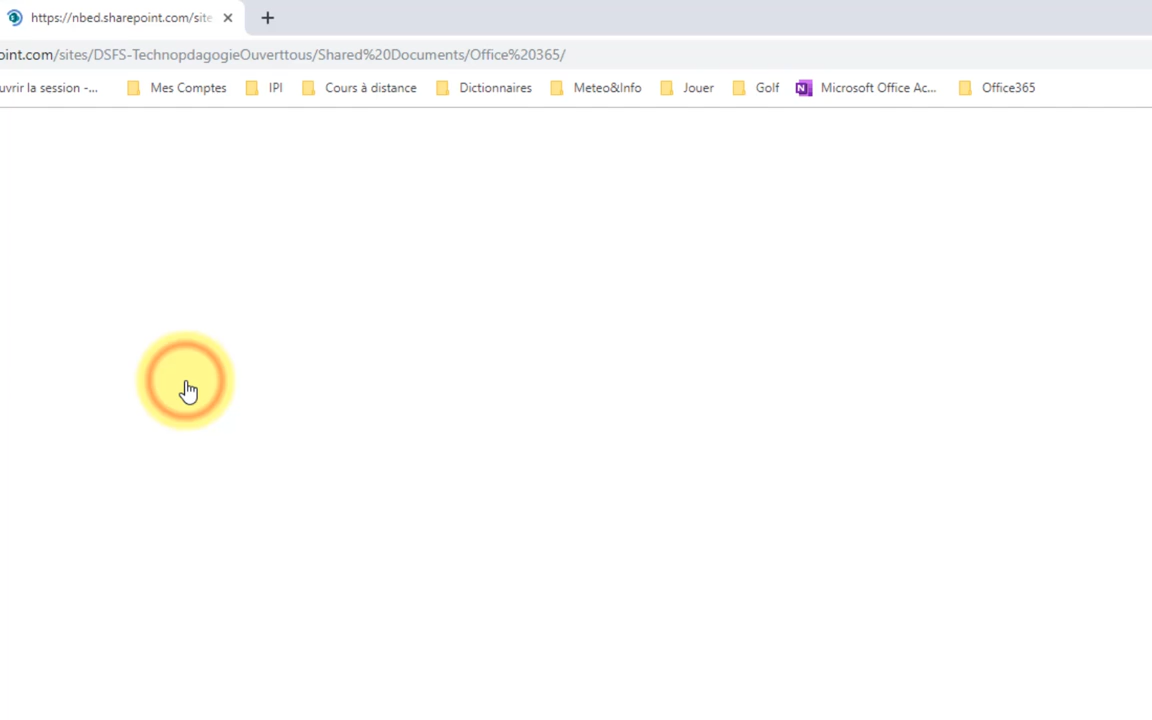 https://nbed.sharepoint.com/site
oint.com/sites/DSFS-TechnopdagogieOuverttous/Shared%20Documents/Office%20365/
uvrir la session -... Mes Comptes IPI Cours à distance Dictionnaires Meteo&Info Jouer Golf Microsoft Office Ac... Office365